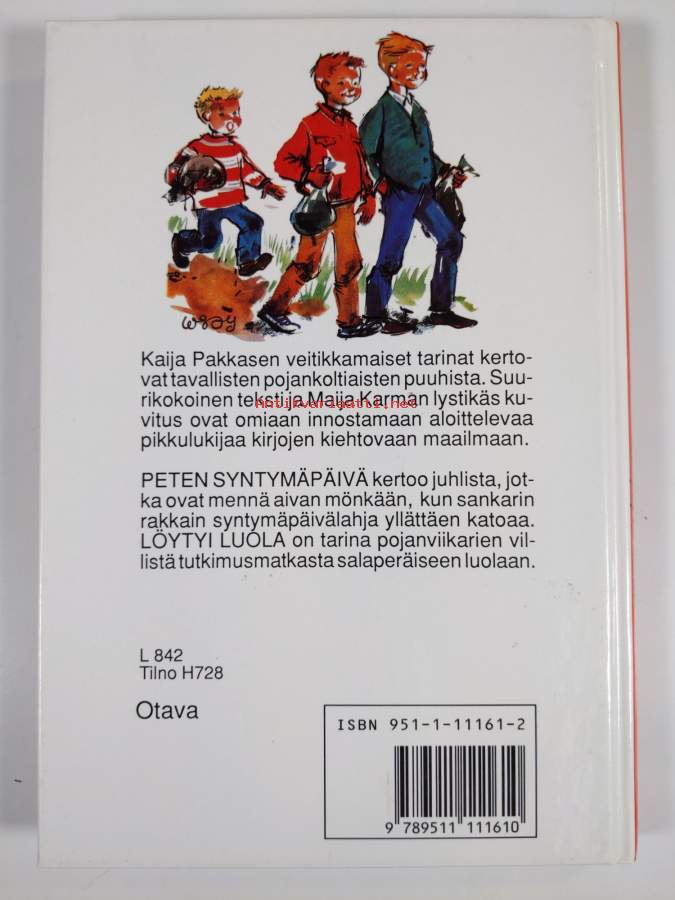 Kaija Pakkasen veitikkamaiset tarinat kerto-
vat tavallisten pojankoltiaisten puuhista. Suu-
rikokoinen teksti ja Maija Karman lystikäs ku-
antikvariaatti.net
vitus ovat omiaan innostamaan aloittelevaa
pikkulukijaa kirjojen kiehtovaan maailmaan.
PETEN SYNTYMÄPÄIVÄ kertoo juhlista, jot-
ka ovat mennä aivan mönkään, kun sankarin
rakkain syntymäpäivälahja yllättäen katoaa.
LÖYTYI LUOLA on tarina pojanviikarien vil-
listä tutkimusmatkasta salaperäiseen luolaan.
L 842
Tilno H728
Otava
ISBN 951-1-11161-2
9 789511 111610